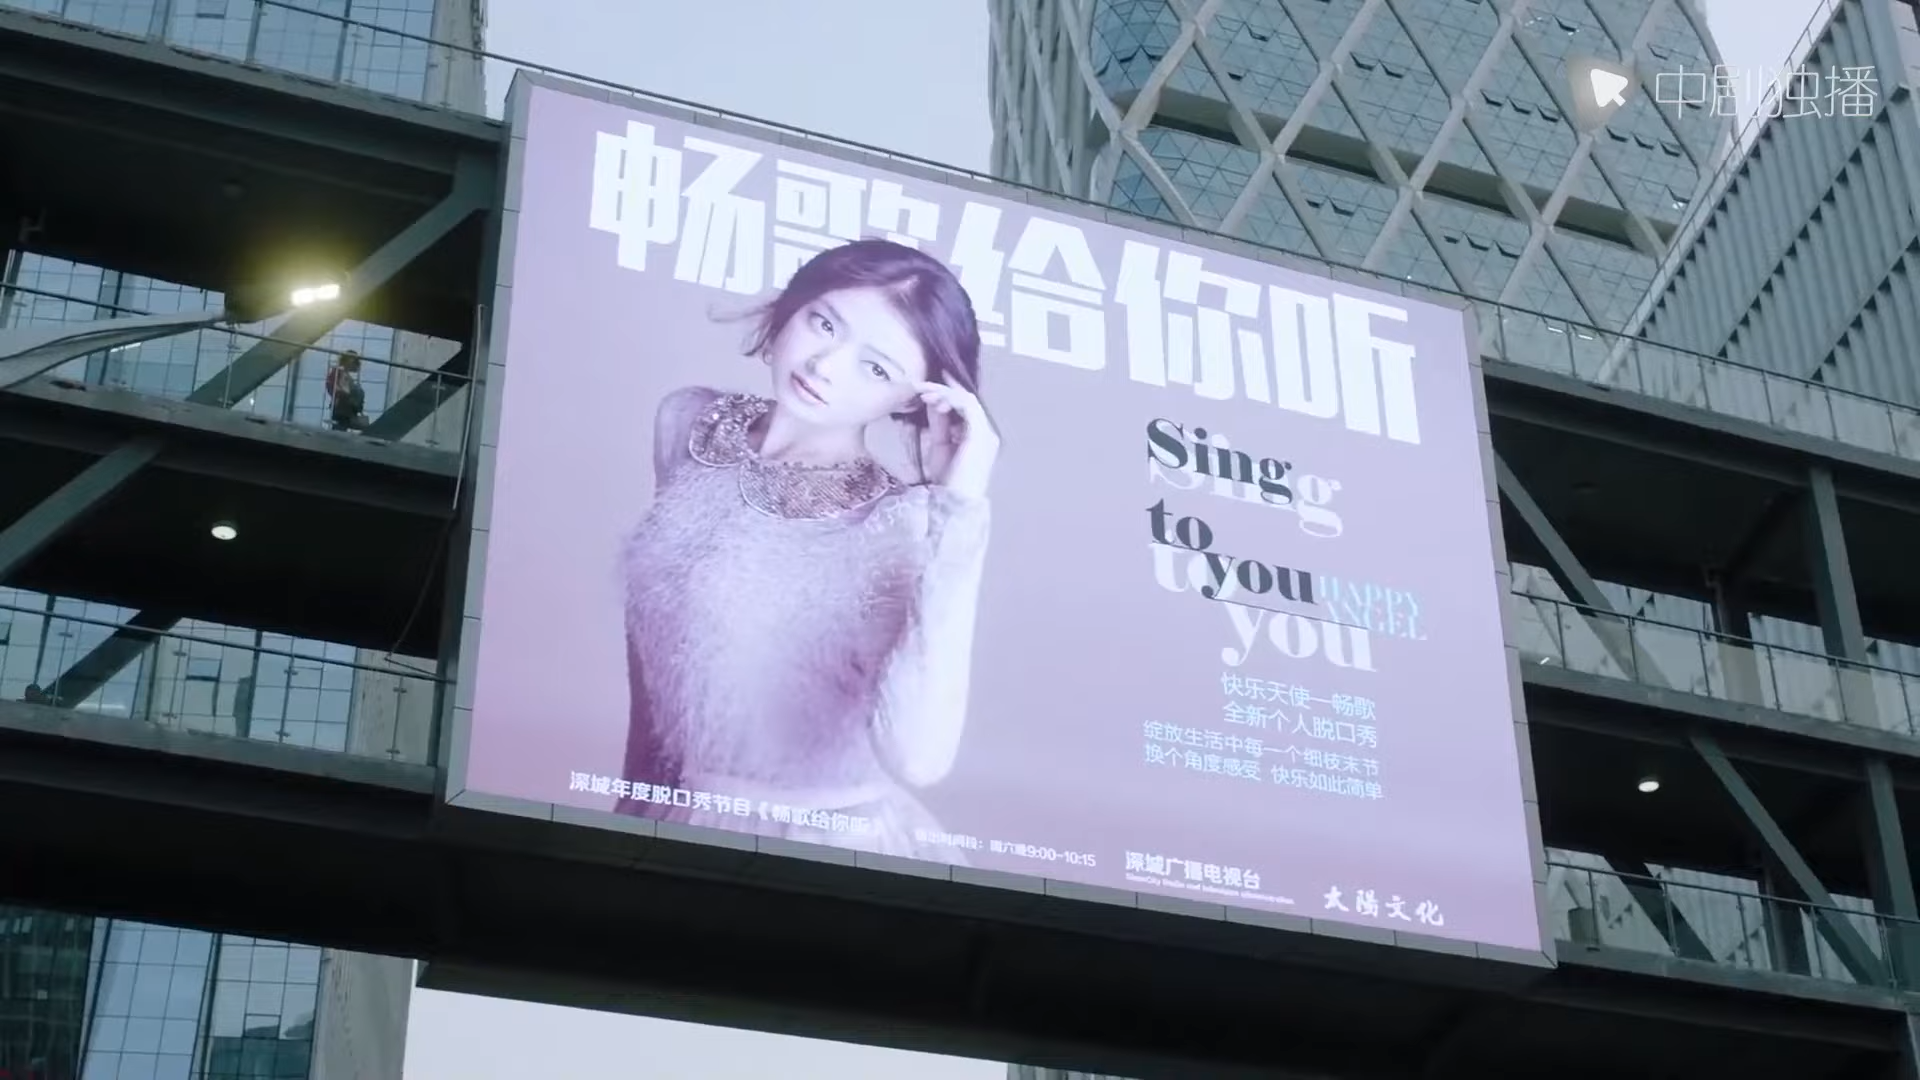 中剧独播
畅歌给你听
Sing
to
you
HAPPY
ANGEL
快乐天使一畅歌
全新个人脱口秀
绽放生活中每一个细枝末节
换个角度感受 快乐如此简单
深城年度脱口秀节目《畅歌给你听》
周六晚9:00-10:15
深城广播电视台
太陽文化